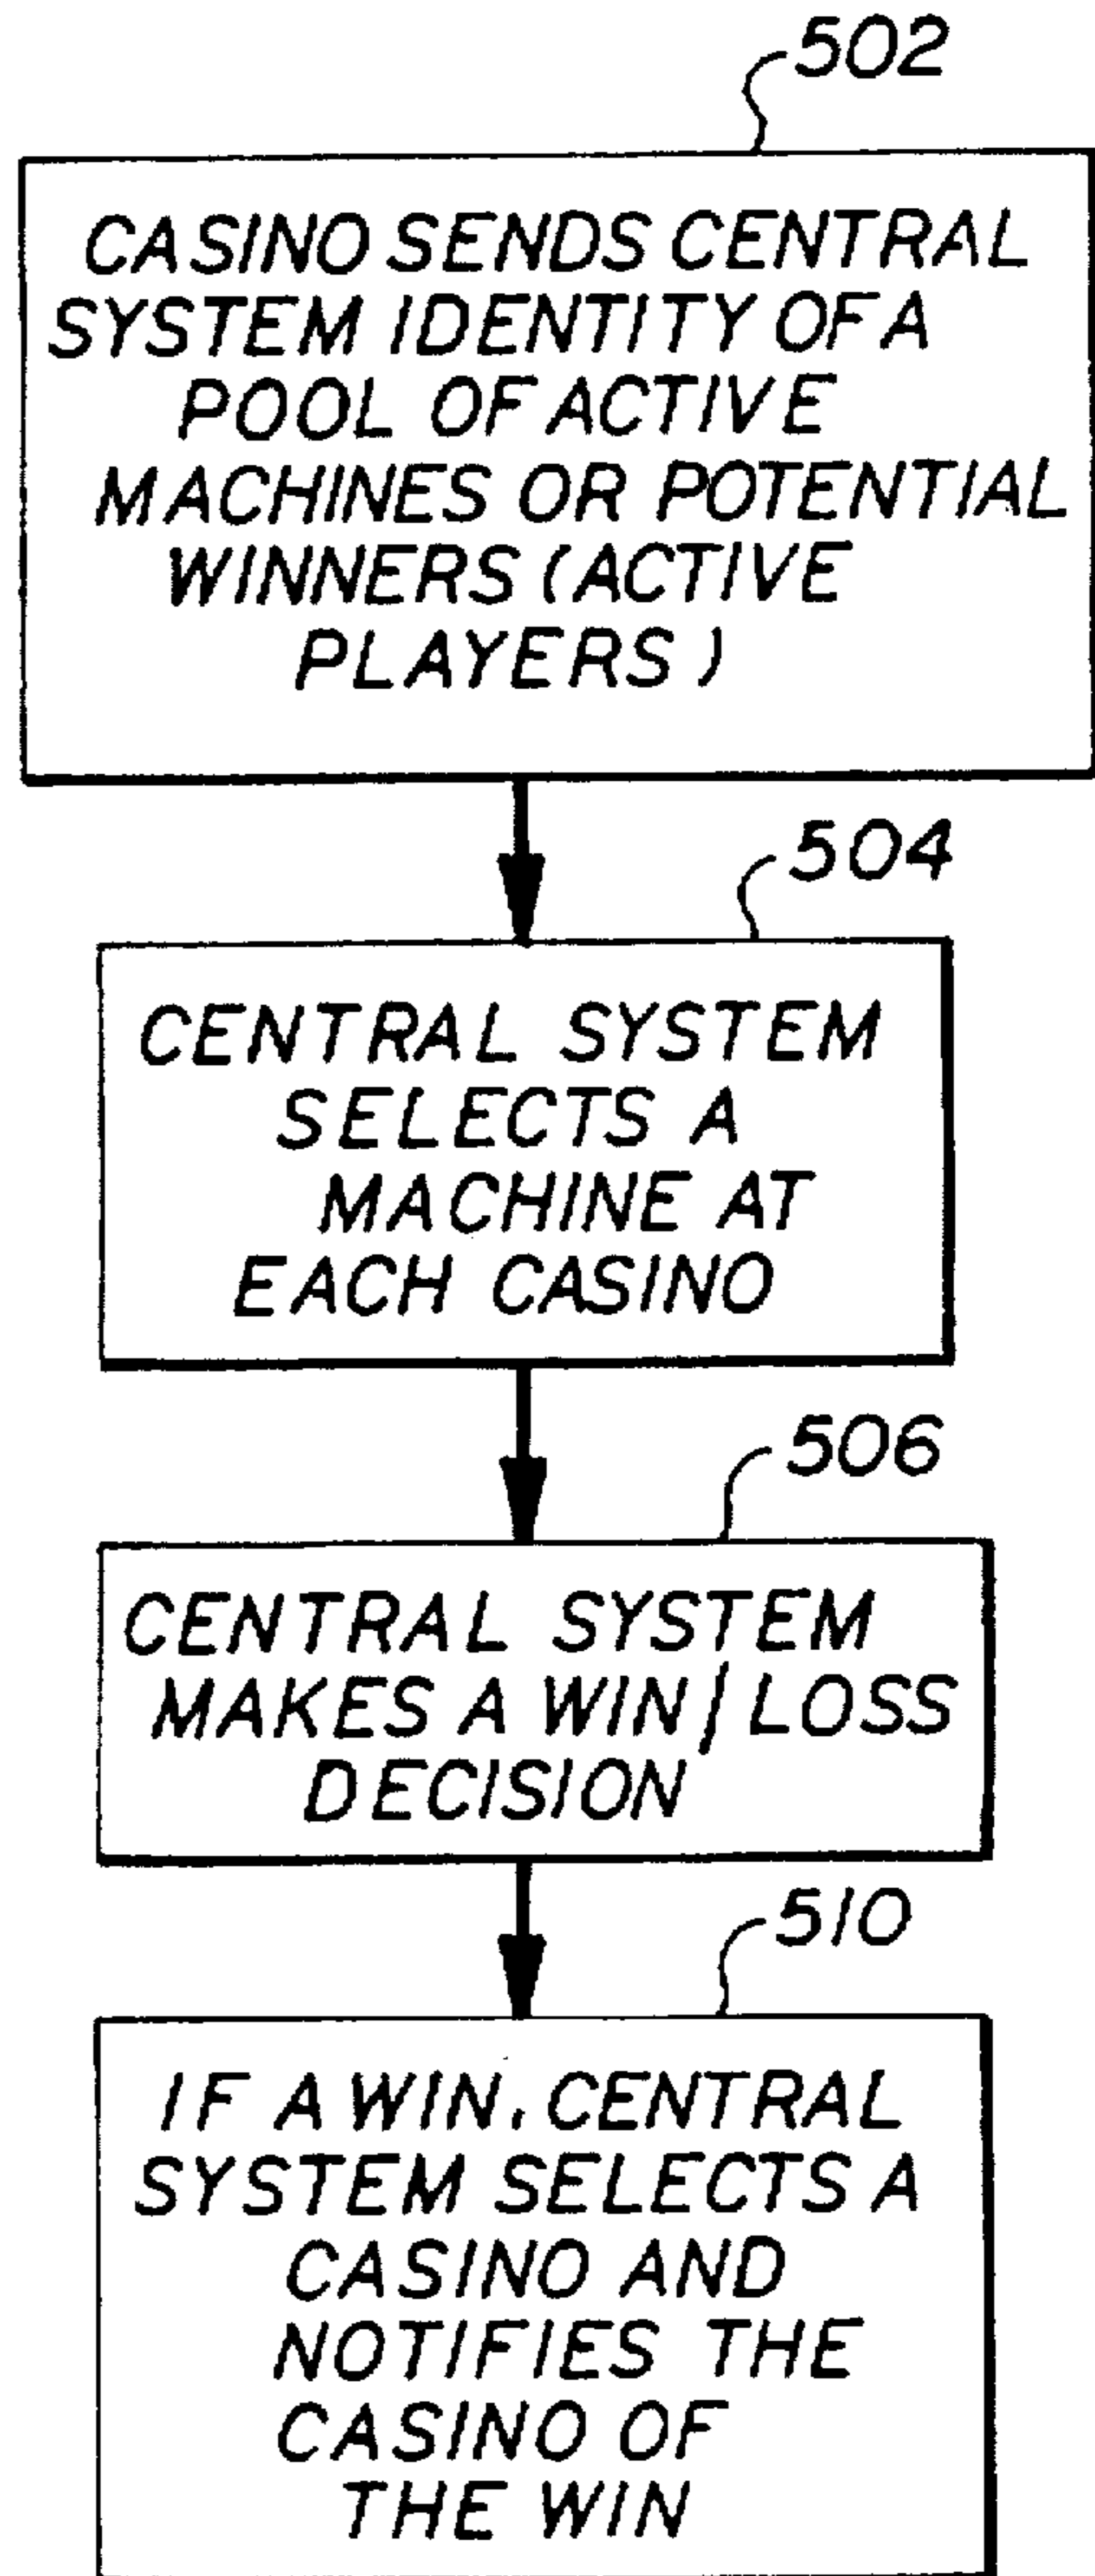 502
CASINO SENDS CENTRAL
SYSTEM IDENTITY OF A
POOL OF ACTIVE
MACHINES OR POTENTIAL
WINNERS (ACTIVE
PLAYERS)
504
CENTRAL SYSTEM
SELECTS A
MACHINE AT
EACH CASINO
506
CENTRAL SYSTEM
MAKES A WIN/LOSS
DECISION
510
IF A WIN, CENTRAL
SYSTEM SELECTS A
CASINO AND
NOTIFIES THE
CASINO OF
THE WIN